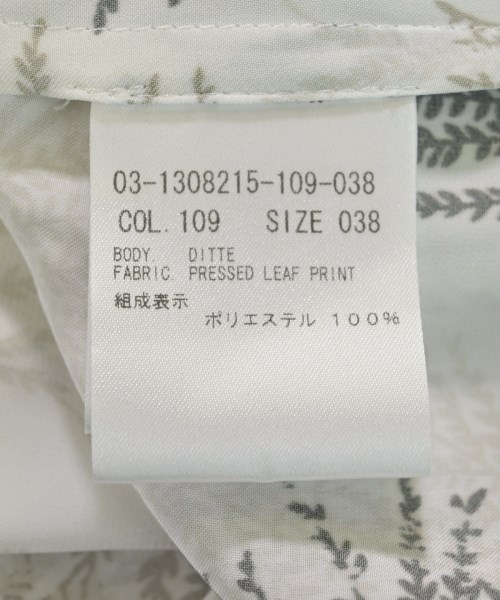 03-1308215-109-038
COL. 109 SIZE 038
BODY. DITTE
FABRIC. PRESSED LEAF PRINT
組成表示
ポリエステル 100%